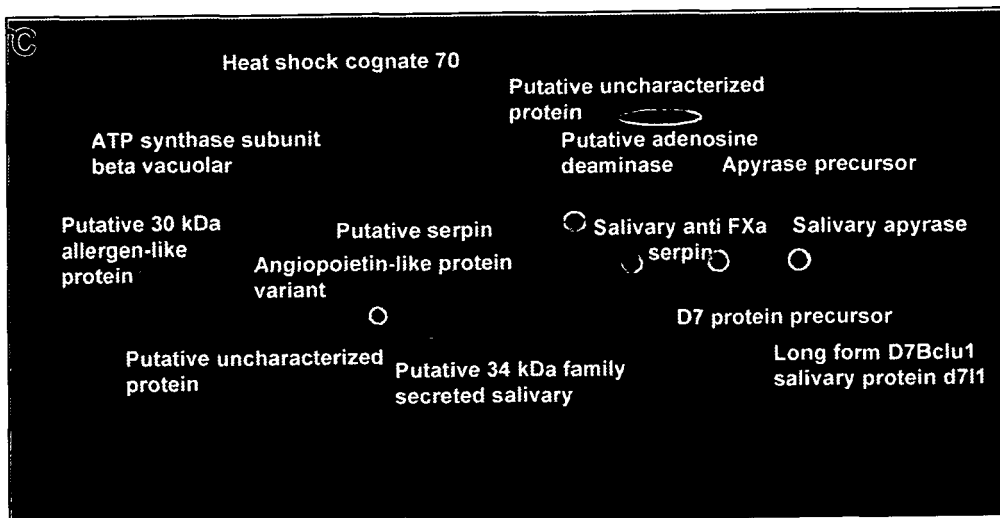 C
Heat shock cognate 70
Putative uncharacterized
protein
ATP synthase subunit
beta vacuolar
Putative adenosine
deaminase
Apyrase precursor
Putative 30 kDa
allergen-like
protein
Putative serpin
Salivary anti FXa
serpin
Salivary apyrase
Angiopoietin-like protein
variant
D7 protein precursor
Putative uncharacterized
protein
Putative 34 kDa family
secreted salivary
Long form D7Bclu1
salivary protein d7l1